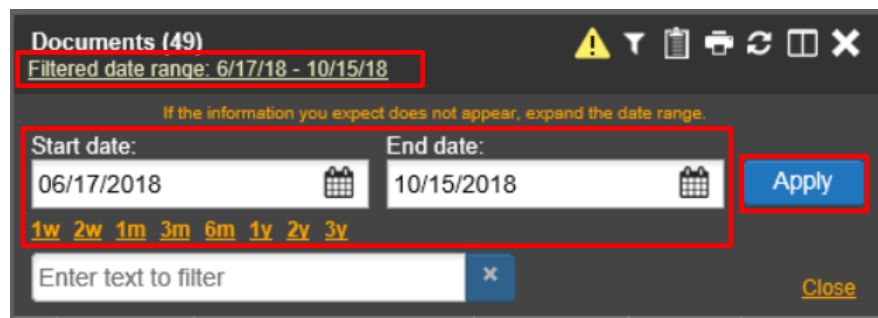 Documents (49)
Filtered date range: 6/17/18 - 10/15/18
If the information you expect does not appear, expand the date range.
Start date: End date:
06/17/2018 10/15/2018 Apply
1w 2w 1m 3m 6m 1y 2y 3y
Enter text to filter
Close